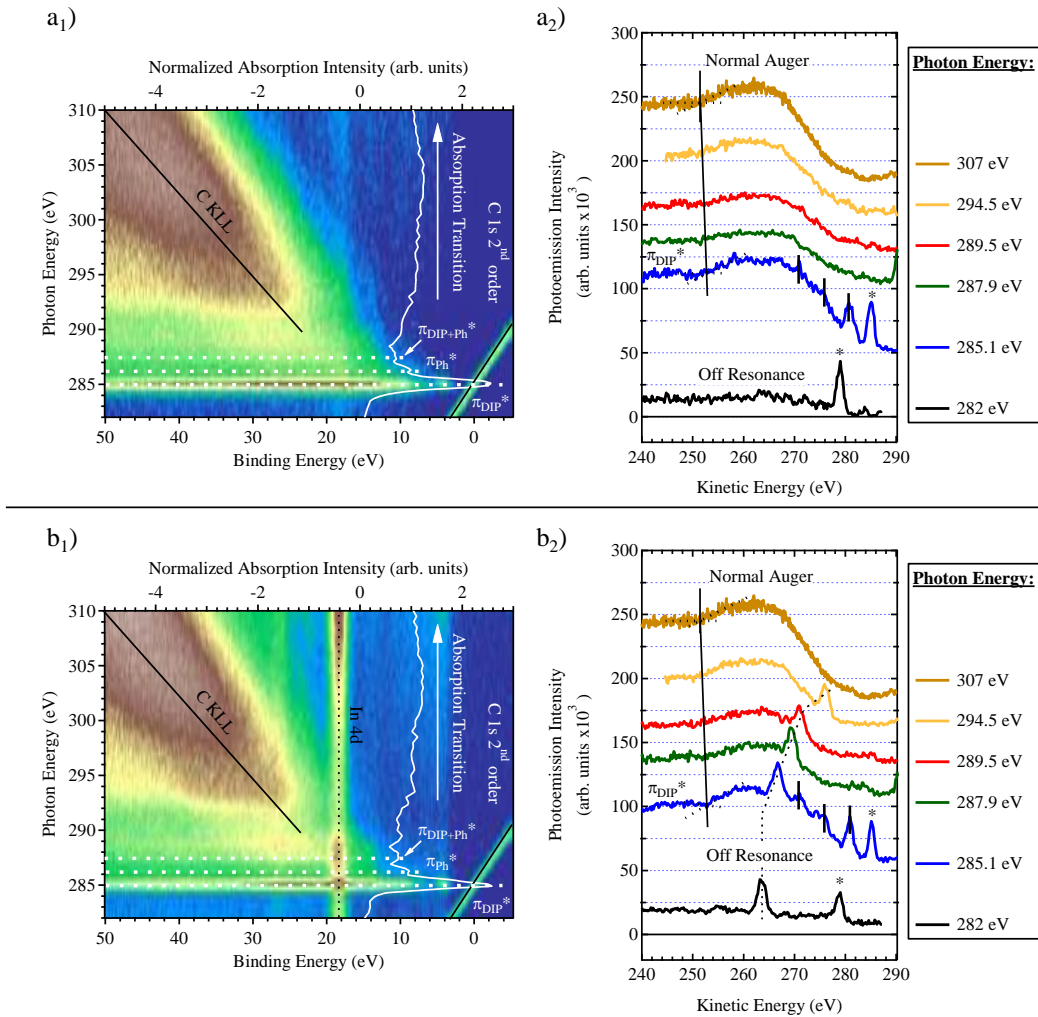 a1)
Normalized Absorption Intensity (arb. units)
-4 -2 0 2
310
305
300
295
290
285
Photon Energy (eV)
C KLL
Absorption Transition
C 1s 2nd order
πDIP+Ph*
πPh*
πDIP*
50 40 30 20 10 0
Binding Energy (eV)
a2)
300
250
200
150
100
50
0
Photoemission Intensity
(arb. units x10³)
Normal Auger
πDIP*
*
Off Resonance
*
240 250 260 270 280 290
Kinetic Energy (eV)
Photon Energy:
307 eV
294.5 eV
289.5 eV
287.9 eV
285.1 eV
282 eV
b1)
Normalized Absorption Intensity (arb. units)
-4 -2 0 2
310
305
300
295
290
285
Photon Energy (eV)
C KLL
In 4d
Absorption Transition
C 1s 2nd order
πDIP+Ph*
πPh*
πDIP*
50 40 30 20 10 0
Binding Energy (eV)
b2)
300
250
200
150
100
50
0
Photoemission Intensity
(arb. units x10³)
Normal Auger
πDIP*
*
Off Resonance
*
240 250 260 270 280 290
Kinetic Energy (eV)
Photon Energy:
307 eV
294.5 eV
289.5 eV
287.9 eV
285.1 eV
282 eV